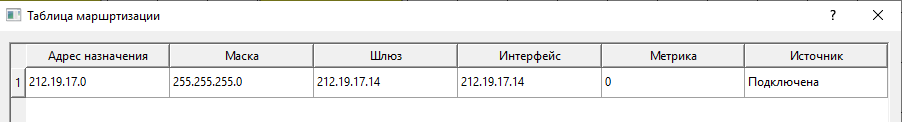 Таблица маршртизации
Адрес назначения Маска Шлюз Интерфейс Метрика Источник
1 212.19.17.0 255.255.255.0 212.19.17.14 212.19.17.14 0 Подключена